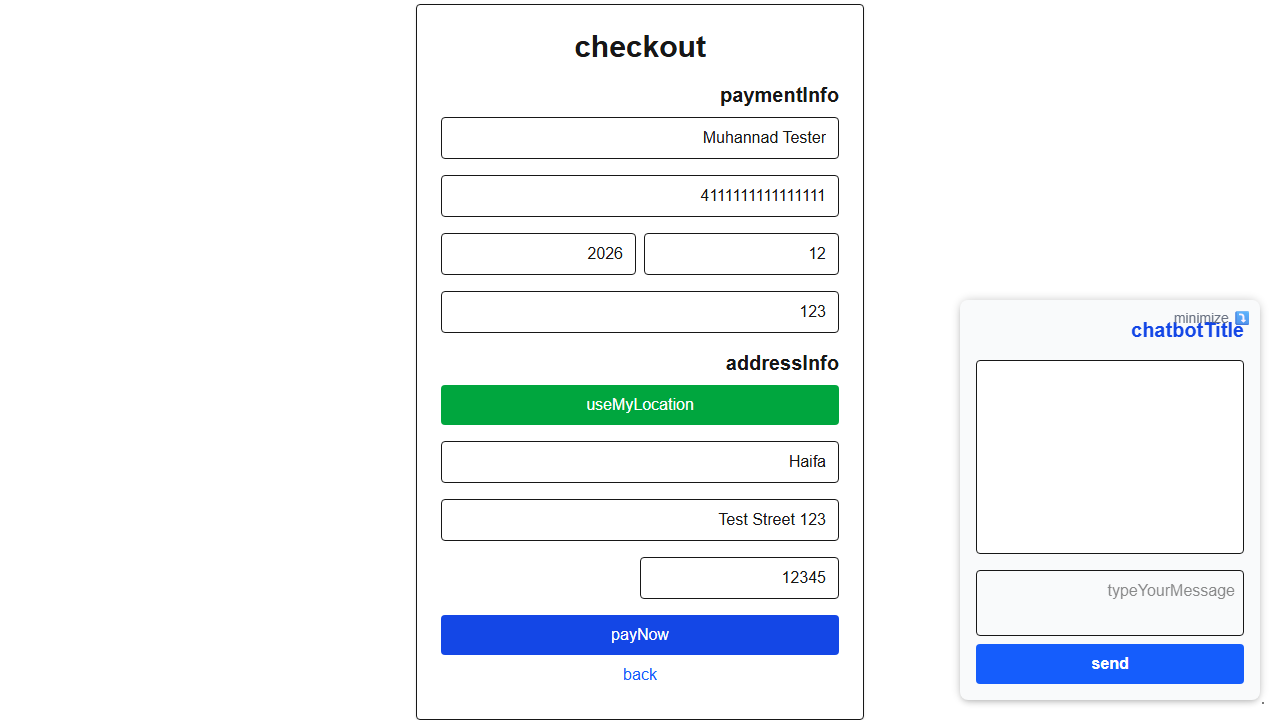 checkout
paymentInfo
Muhannad Tester
4111111111111111
2026 12
123
addressInfo
useMyLocation
Haifa
Test Street 123
12345
payNow
back
minimize ⤵️
chatbotTitle
typeYourMessage
send
.